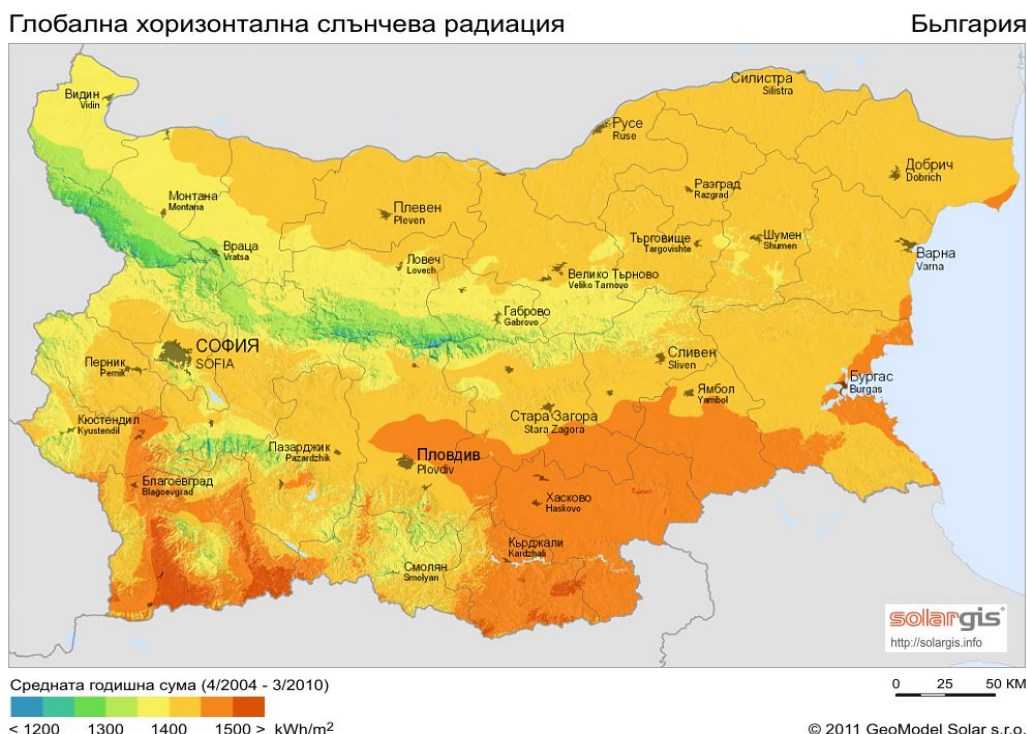 Глобална хоризонтална слънчева радиация
Бьлгария
Видин
Vidin
Силистра
Silistra
Русе
Ruse
Добрич
Dobrich
Монтана
Montana
Разград
Razgrad
Плевен
Pleven
Враца
Vratsa
Ловеч
Lovech
Тьрговище
Targovishte
Шумен
Shumen
Варна
Varna
Велико Тьрново
Veliko Tarnovo
Габрово
Gabrovo
СОФИЯ
SOFIA
Перник
Pernik
Сливен
Sliven
Бургас
Burgas
Ямбол
Yambol
Кюстендил
Kyustendil
Стара Загора
Stara Zagora
Пазарджик
Pazardzhik
Пловдив
Plovdiv
Благоевград
Blagoevgrad
Хасково
Haskovo
Кьрджали
Kardzhali
Смолян
Smolyan
solargis
http://solargis.info
Средната годишна сума (4/2004 - 3/2010)
0 25 50 KM
< 1200 1300 1400 1500 > kWh/m²
© 2011 GeoModel Solar s.r.o.